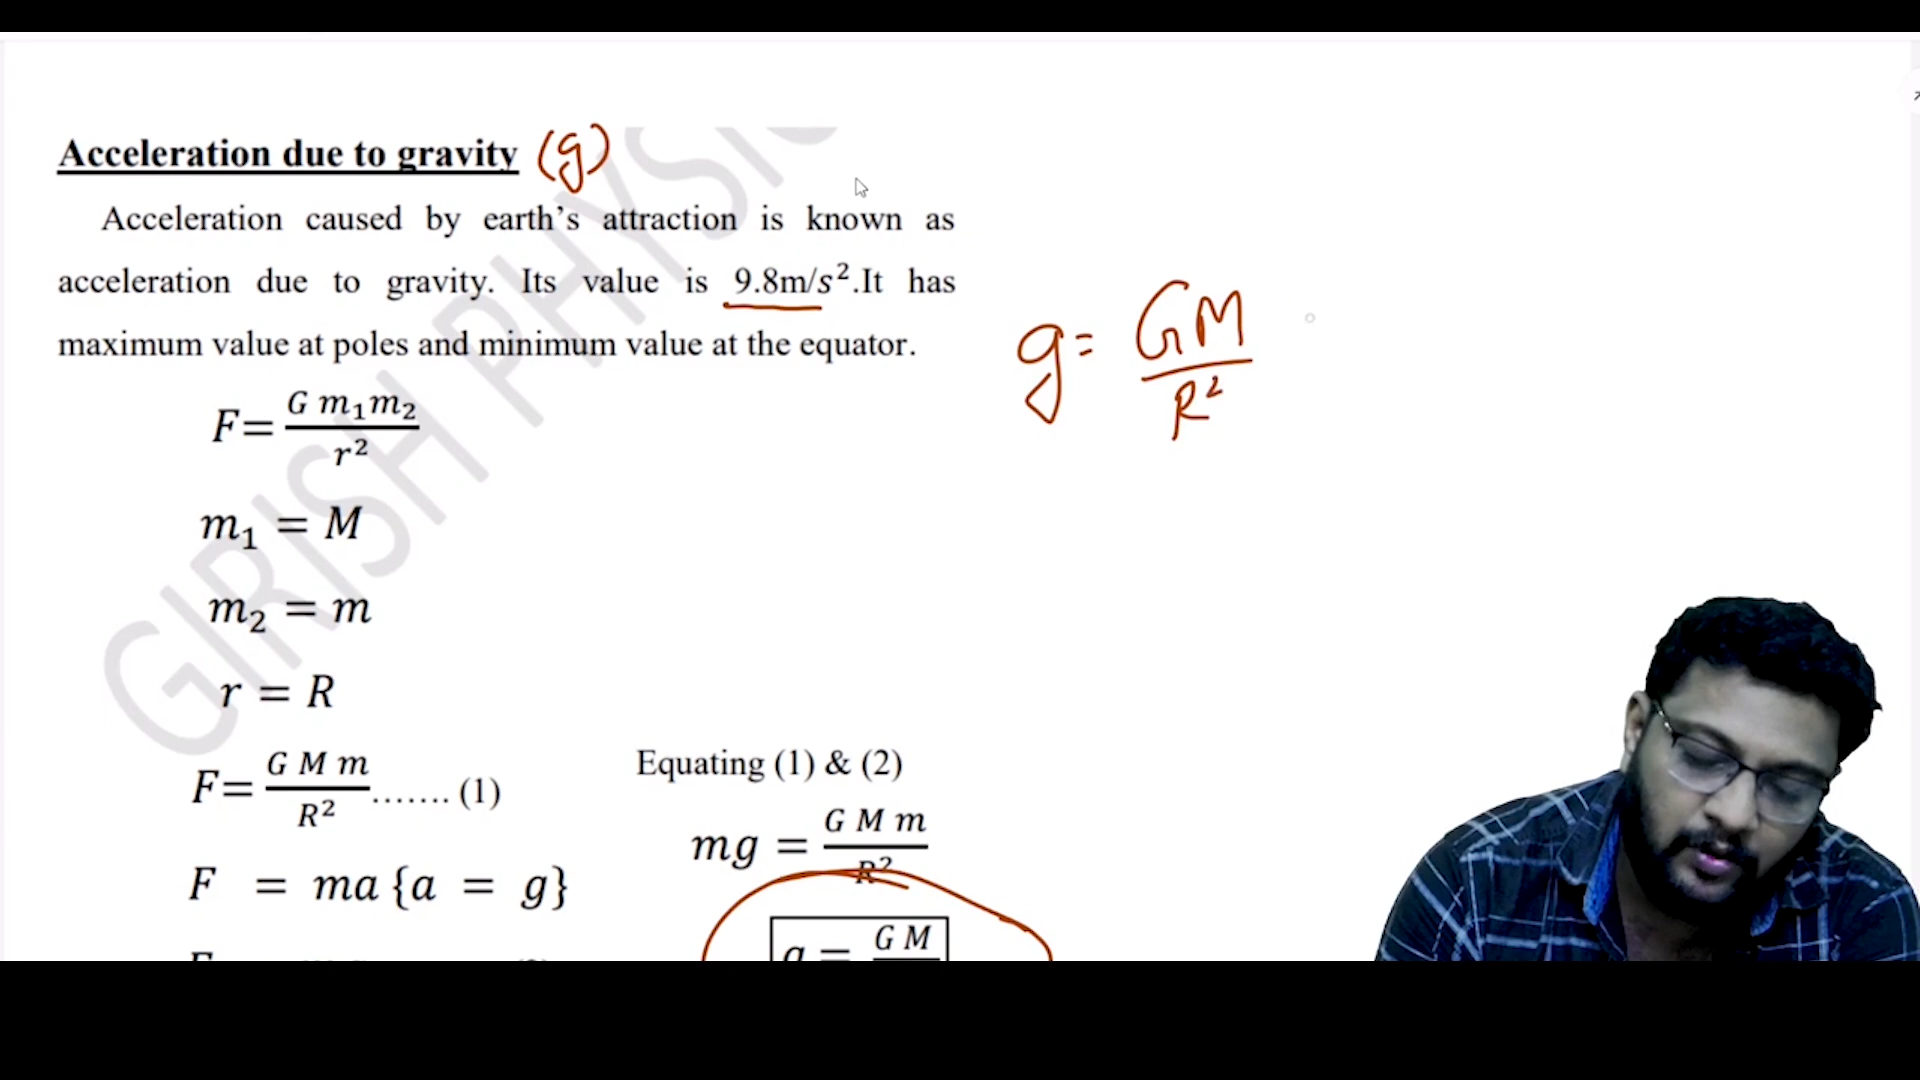 Acceleration due to gravity (g)
Acceleration caused by earth's attraction is known as
acceleration due to gravity. Its value is 9.8m/s².It has
maximum value at poles and minimum value at the equator.
g = GM/R²
F= G m₁m₂/r²
m₁ = M
m₂ = m
r = R
F= G M m/R² ....... (1)
F = ma {a = g}
Equating (1) & (2)
mg = G M m/R²
g = G M
GIRISH PHYSIC